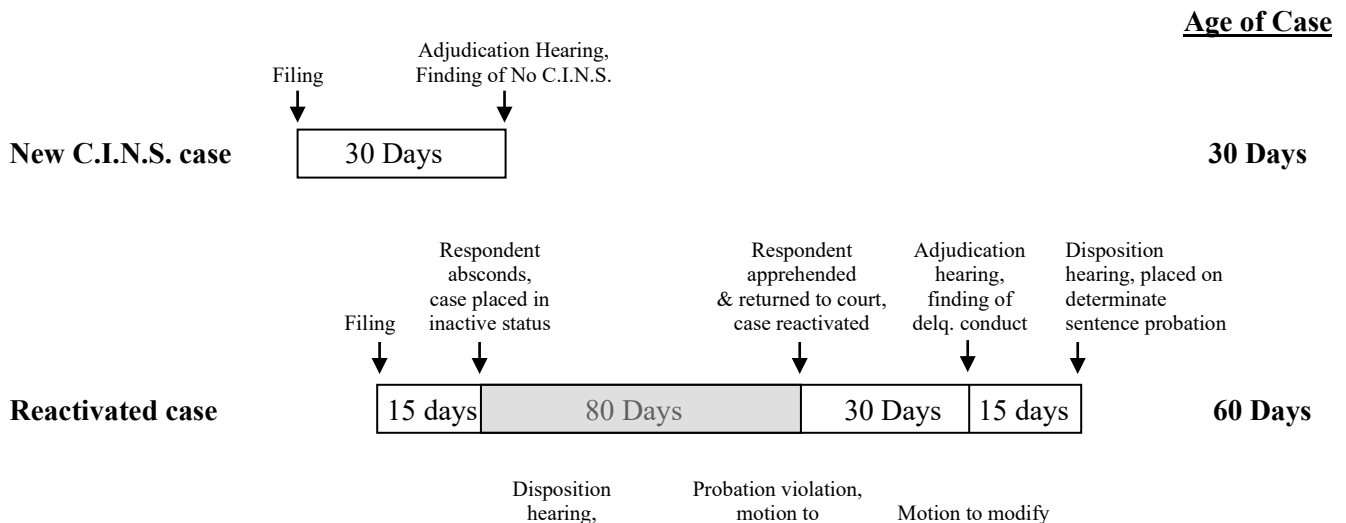 Age of Case
Filing
Adjudication Hearing,
Finding of No C.I.N.S.
New C.I.N.S. case
30 Days
30 Days
Filing
Respondent
absconds,
case placed in
inactive status
Respondent
apprehended
& returned to court,
case reactivated
Adjudication
hearing,
finding of
delq. conduct
Disposition
hearing, placed on
determinate
sentence probation
Reactivated case
15 days
80 Days
30 Days
15 days
60 Days
Disposition
hearing,
Probation violation,
motion to
Motion to modify